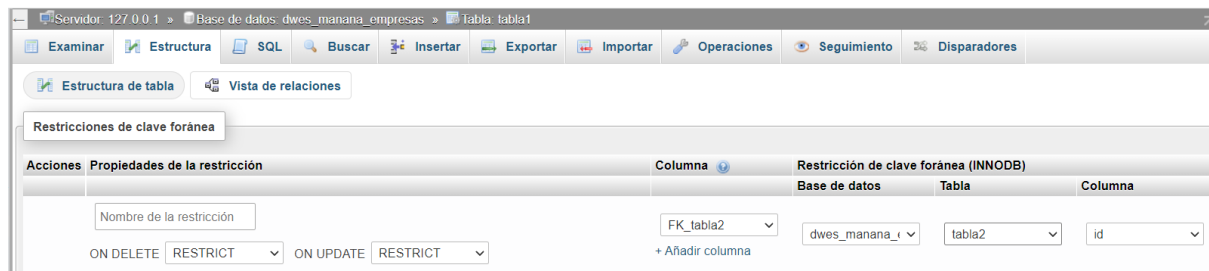 ← Servidor: 127.0.0.1 » Base de datos: dwes_manana_empresas » Tabla: tabla1
Examinar Estructura SQL Buscar Insertar Exportar Importar Operaciones Seguimiento Disparadores
Estructura de tabla Vista de relaciones
Restricciones de clave foránea
Acciones Propiedades de la restricción Columna Restricción de clave foránea (INNODB)
Base de datos Tabla Columna
Nombre de la restricción
FK_tabla2 dwes_manana_ tabla2 id
ON DELETE RESTRICT ON UPDATE RESTRICT + Añadir columna